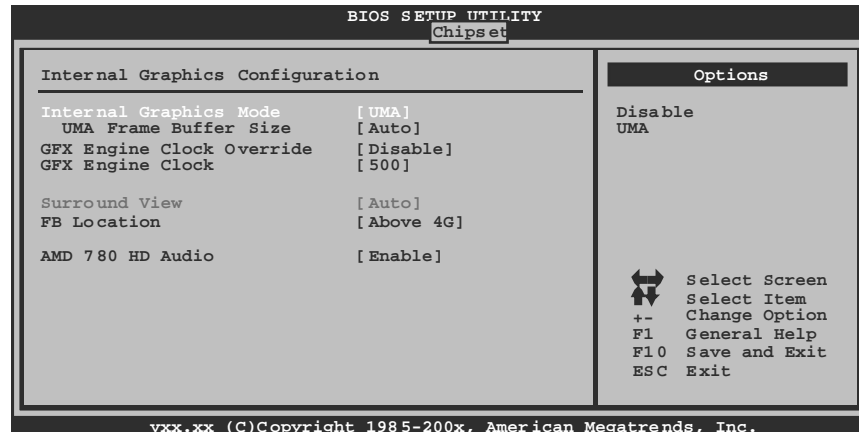 BIOS SETUP UTILITY
Chipset
Internal Graphics Configuration
Internal Graphics Mode [UMA]
UMA Frame Buffer Size [Auto]
GFX Engine Clock Override [Disable]
GFX Engine Clock [500]
Surround View [Auto]
FB Location [Above 4G]
AMD 780 HD Audio [Enable]
Options
Disable
UMA
Select Screen
Select Item
+- Change Option
F1 General Help
F10 Save and Exit
ESC Exit
vxx.xx (C)Copyright 1985-200x, American Megatrends, Inc.